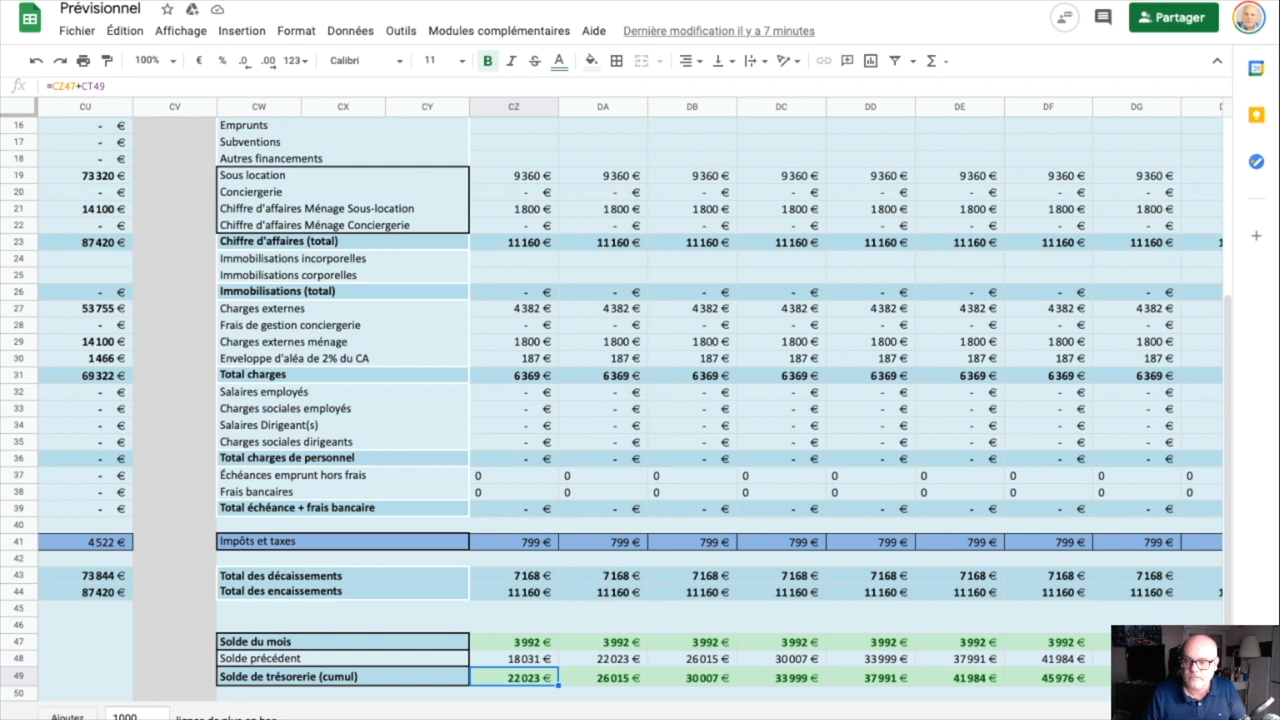 Prévisionnel
Fichier Édition Affichage Insertion Format Données Outils Modules complémentaires Aide Dernière modification il y a 7 minutes
Partager
100% € % .0 .00 123 Calibri 11 B I S A Σ
fx =CZ47+CT49
CU CV CW CX CY CZ DA DB DC DD DE DF DG
16 - € Emprunts
17 - € Subventions
18 - € Autres financements
19 73 320 € Sous location 9 360 € 9 360 € 9 360 € 9 360 € 9 360 € 9 360 € 9 360 € 9 360 €
20 - € Conciergerie - € - € - € - € - € - € - € - €
21 14 100 € Chiffre d'affaires Ménage Sous-location 1 800 € 1 800 € 1 800 € 1 800 € 1 800 € 1 800 € 1 800 € 1 800 €
22 - € Chiffre d'affaires Ménage Conciergerie - € - € - € - € - € - € - € - €
23 87 420 € Chiffre d'affaires (total) 11 160 € 11 160 € 11 160 € 11 160 € 11 160 € 11 160 € 11 160 € 11 160 € 1
24 Immobilisations incorporelles
25 Immobilisations corporelles
26 - € Immobilisations (total) - € - € - € - € - € - € - € - €
27 53 755 € Charges externes 4 382 € 4 382 € 4 382 € 4 382 € 4 382 € 4 382 € 4 382 € 4 382 €
28 - € Frais de gestion conciergerie - € - € - € - € - € - € - € - €
29 14 100 € Charges externes ménage 1 800 € 1 800 € 1 800 € 1 800 € 1 800 € 1 800 € 1 800 € 1 800 €
30 1 466 € Enveloppe d'aléa de 2% du CA 187 € 187 € 187 € 187 € 187 € 187 € 187 € 187 €
31 69 322 € Total charges 6 369 € 6 369 € 6 369 € 6 369 € 6 369 € 6 369 € 6 369 € 6 369 €
32 - € Salaires employés - € - € - € - € - € - € - € - €
33 - € Charges sociales employés - € - € - € - € - € - € - € - €
34 - € Salaires Dirigeant(s) - € - € - € - € - € - € - € - €
35 - € Charges sociales dirigeants - € - € - € - € - € - € - € - €
36 - € Total charges de personnel - € - € - € - € - € - € - € - €
37 - € Échéances emprunt hors frais 0 0 0 0 0 0 0 0 0
38 - € Frais bancaires 0 0 0 0 0 0 0 0 0
39 - € Total échéance + frais bancaire - € - € - € - € - € - € - € - €
40
41 4 522 € Impôts et taxes 799 € 799 € 799 € 799 € 799 € 799 € 799 € 799 €
42
43 73 844 € Total des décaissements 7 168 € 7 168 € 7 168 € 7 168 € 7 168 € 7 168 € 7 168 € 7 168 €
44 87 420 € Total des encaissements 11 160 € 11 160 € 11 160 € 11 160 € 11 160 € 11 160 € 11 160 € 11 160 € 1
45
46
47 Solde du mois 3 992 € 3 992 € 3 992 € 3 992 € 3 992 € 3 992 € 3 992 €
48 Solde précédent 18 031 € 22 023 € 26 015 € 30 007 € 33 999 € 37 991 € 41 984 €
49 Solde de trésorerie (cumul) 22 023 € 26 015 € 30 007 € 33 999 € 37 991 € 41 984 € 45 976 €
50
Ajoutez 1000 lignes de plus en bas